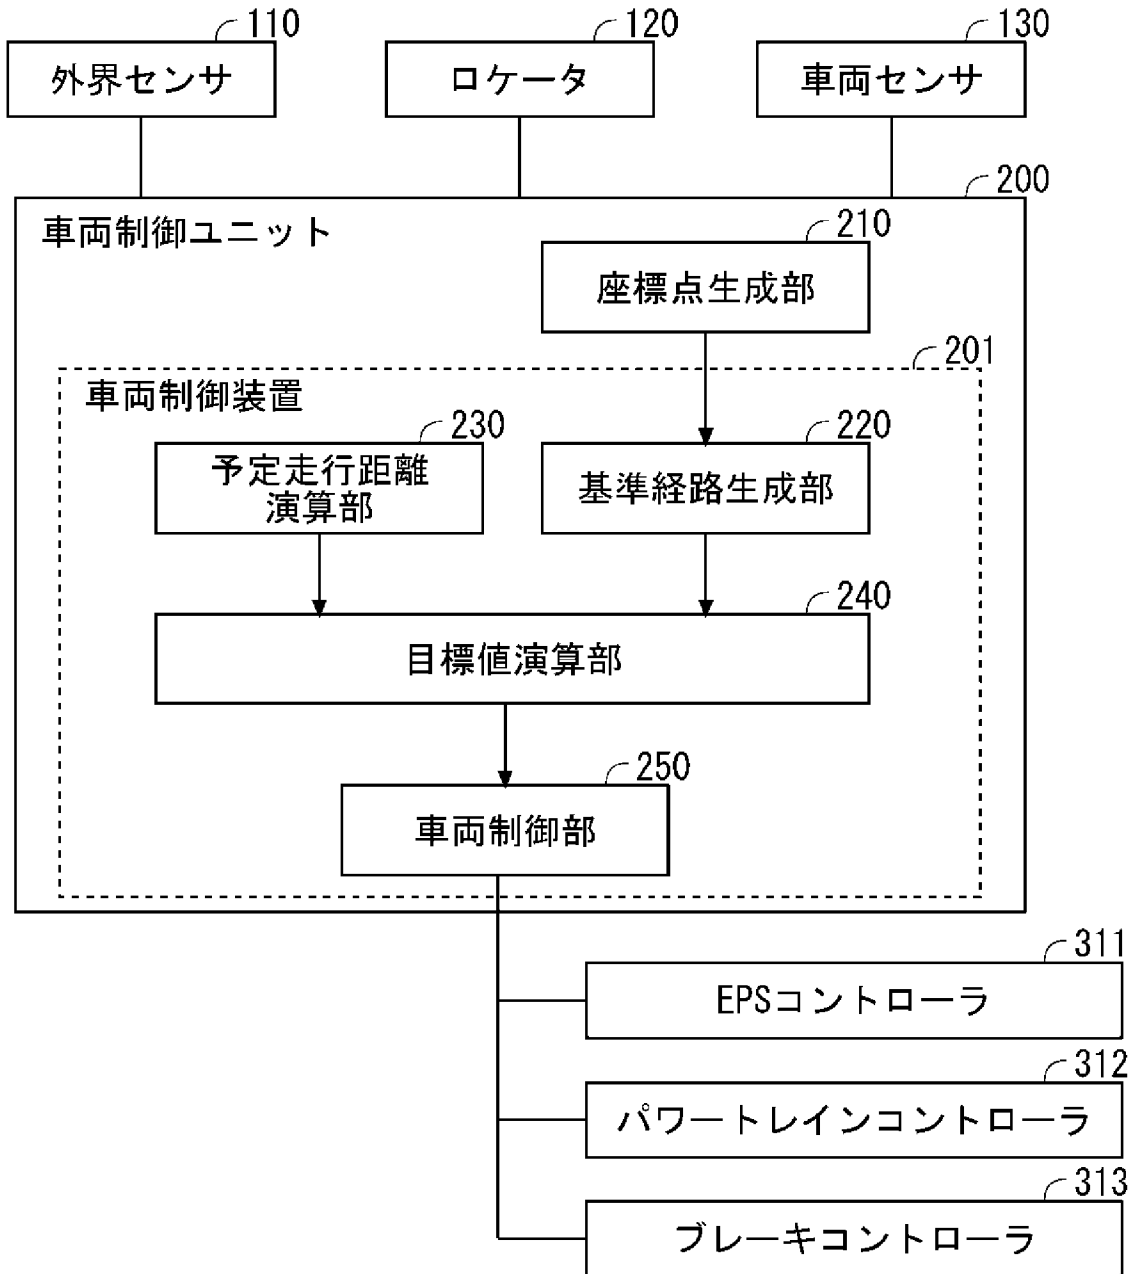 110
外界センサ
120
ロケータ
130
車両センサ
200
車両制御ユニット
210
座標点生成部
201
車両制御装置
230
予定走行距離
演算部
220
基準経路生成部
240
目標値演算部
250
車両制御部
311
EPSコントローラ
312
パワートレインコントローラ
313
ブレーキコントローラ